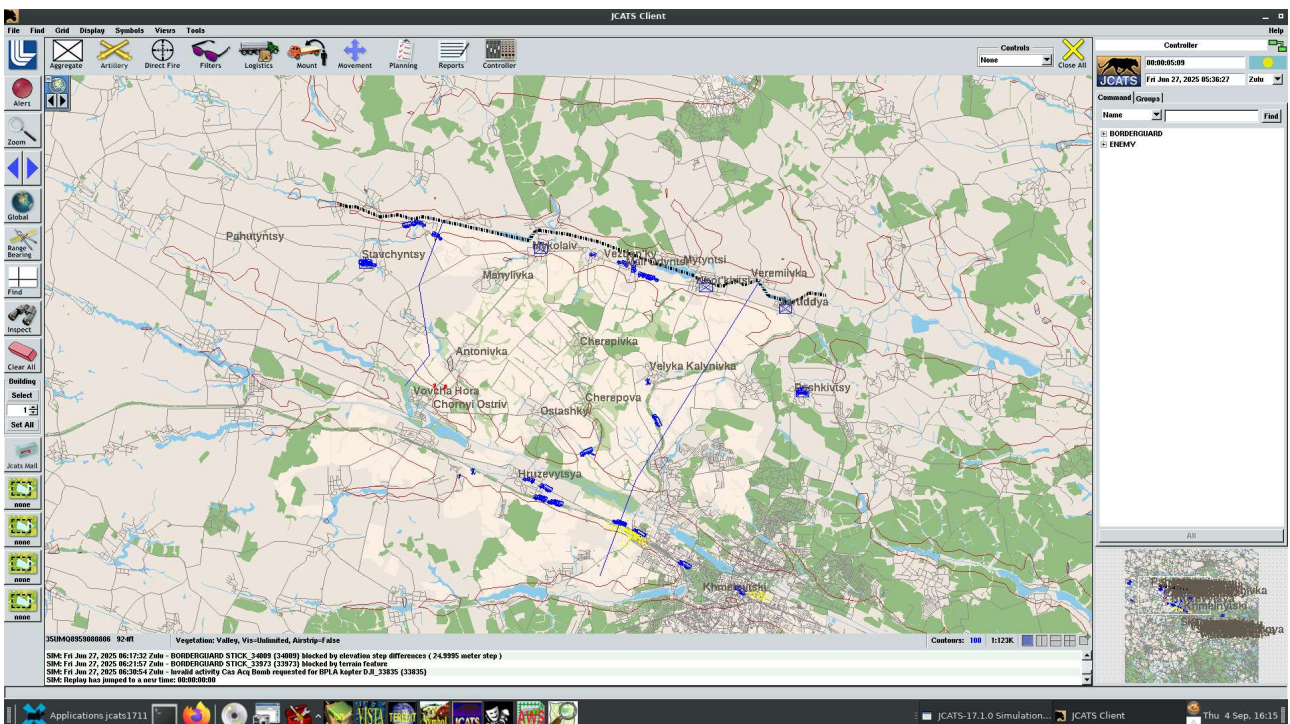 JCATS Client
File Find Grid Display Symbols Views Tools
Help
Aggregate Artillery Direct Fire Filters Logistics Mount Movement Planning Reports Controller
Controls
None
Close All
Controller
JCATS
00:00:05:09
Fri Jun 27, 2025 05:36:27
Zulu
Command Groups
Name
Find
BORDERGUARD
ENEMY
All
Alert
Zoom
Global
Range
Bearing
Find
Inspect
Clear All
Building
Select
1
Set All
Jcats Mail
none
none
none
none
Pahutyntsy
Stavchyntsy
Manylivka
Mytyntsi
Veremiivka
Antonivka
Cherepivka
Velyka Kalynivka
Vovcha Hora
Chornyi Ostriv
Ostashky
Cherepova
Hruzevytsya
35UMQ8959080806 924ft
Vegetation: Valley, Vis=Unlimited, Airstrip=False
Contours: 100 1:123K
SIM: Fri Jun 27, 2025 06:17:32 Zulu - BORDERGUARD STICK_34009 (34009) blocked by elevation step differences ( 24.9995 meter step )
SIM: Fri Jun 27, 2025 06:21:57 Zulu - BORDERGUARD STICK_33973 (33973) blocked by terrain feature
SIM: Fri Jun 27, 2025 06:30:54 Zulu - Invalid activity Cas Acq Bomb requested for BPLA kopter DJI_33835 (33835)
SIM: Replay has jumped to a new time: 00:00:00:00
Applications jcats1711
VISTA
Symbol
JCATS
AWS
JCATS-17.1.0 Simulation...
JCATS Client
Thu 4 Sep, 16:15